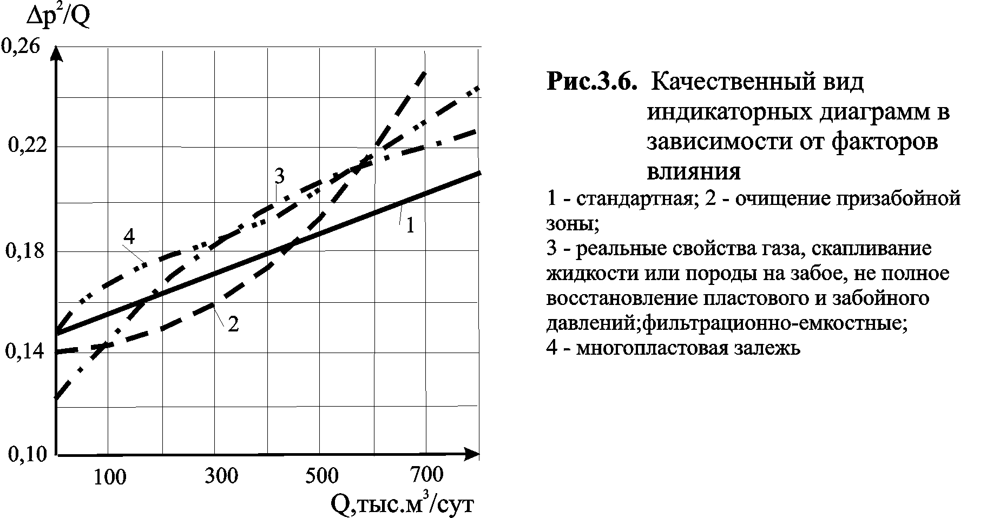 Δp²/Q
0,26
0,22
0,18
0,14
0,10
3
1
4
2
100 300 500 700
Q,тыс.м³/сут
Рис.3.6. Качественный вид
индикаторных диаграмм в
зависимости от факторов
влияния
1 - стандартная; 2 - очищение призабойной
зоны;
3 - реальные свойства газа, скапливание
жидкости или породы на забое, не полное
восстановление пластового и забойного
давлений;фильтрационно-емкостные;
4 - многопластовая залежь